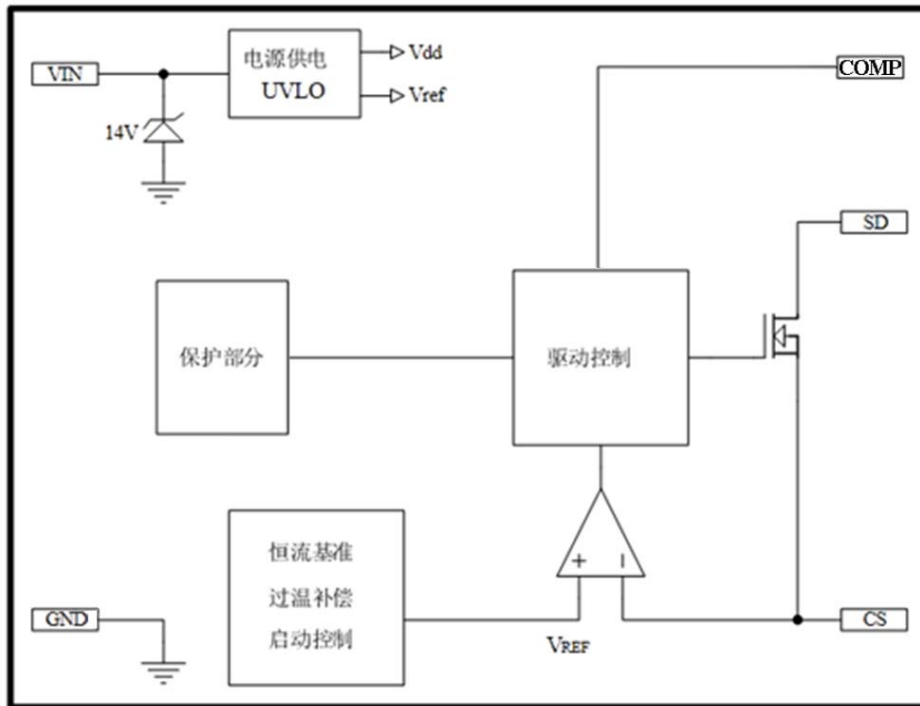 VIN
14V
电源供电
UVLO
Vdd
Vref
COMP
SD
保护部分
驱动控制
恒流基准
过温补偿
启动控制
+
VREF
GND
CS